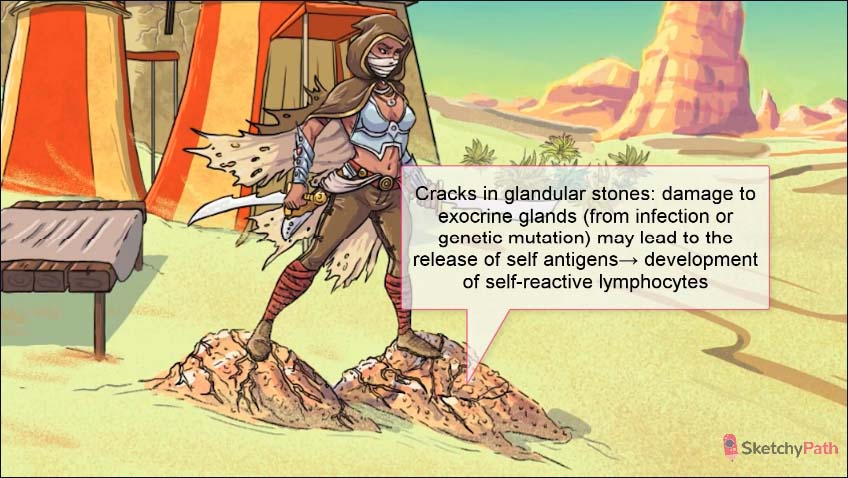 Cracks in glandular stones: damage to
exocrine glands (from infection or
genetic mutation) may lead to the
release of self antigens→ development
of self-reactive lymphocytes
SketchyPath